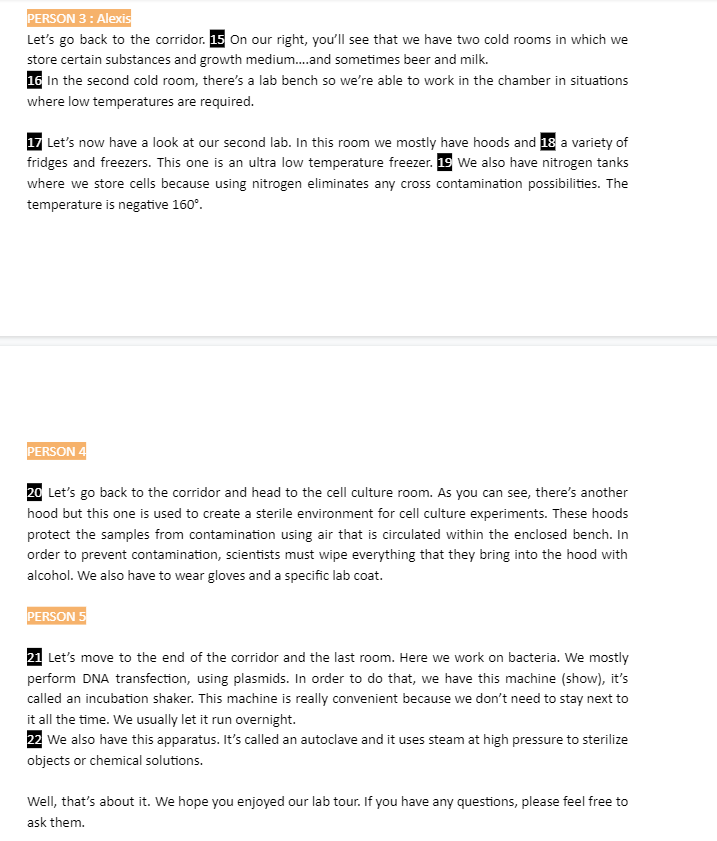 PERSON 3 : Alexis
Let's go back to the corridor. 15 On our right, you'll see that we have two cold rooms in which we
store certain substances and growth medium....and sometimes beer and milk.
16 In the second cold room, there's a lab bench so we're able to work in the chamber in situations
where low temperatures are required.
17 Let's now have a look at our second lab. In this room we mostly have hoods and 18 a variety of
fridges and freezers. This one is an ultra low temperature freezer. 19 We also have nitrogen tanks
where we store cells because using nitrogen eliminates any cross contamination possibilities. The
temperature is negative 160°.
PERSON 4
20 Let's go back to the corridor and head to the cell culture room. As you can see, there's another
hood but this one is used to create a sterile environment for cell culture experiments. These hoods
protect the samples from contamination using air that is circulated within the enclosed bench. In
order to prevent contamination, scientists must wipe everything that they bring into the hood with
alcohol. We also have to wear gloves and a specific lab coat.
PERSON 5
21 Let's move to the end of the corridor and the last room. Here we work on bacteria. We mostly
perform DNA transfection, using plasmids. In order to do that, we have this machine (show), it's
called an incubation shaker. This machine is really convenient because we don't need to stay next to
it all the time. We usually let it run overnight.
22 We also have this apparatus. It's called an autoclave and it uses steam at high pressure to sterilize
objects or chemical solutions.
Well, that's about it. We hope you enjoyed our lab tour. If you have any questions, please feel free to
ask them.